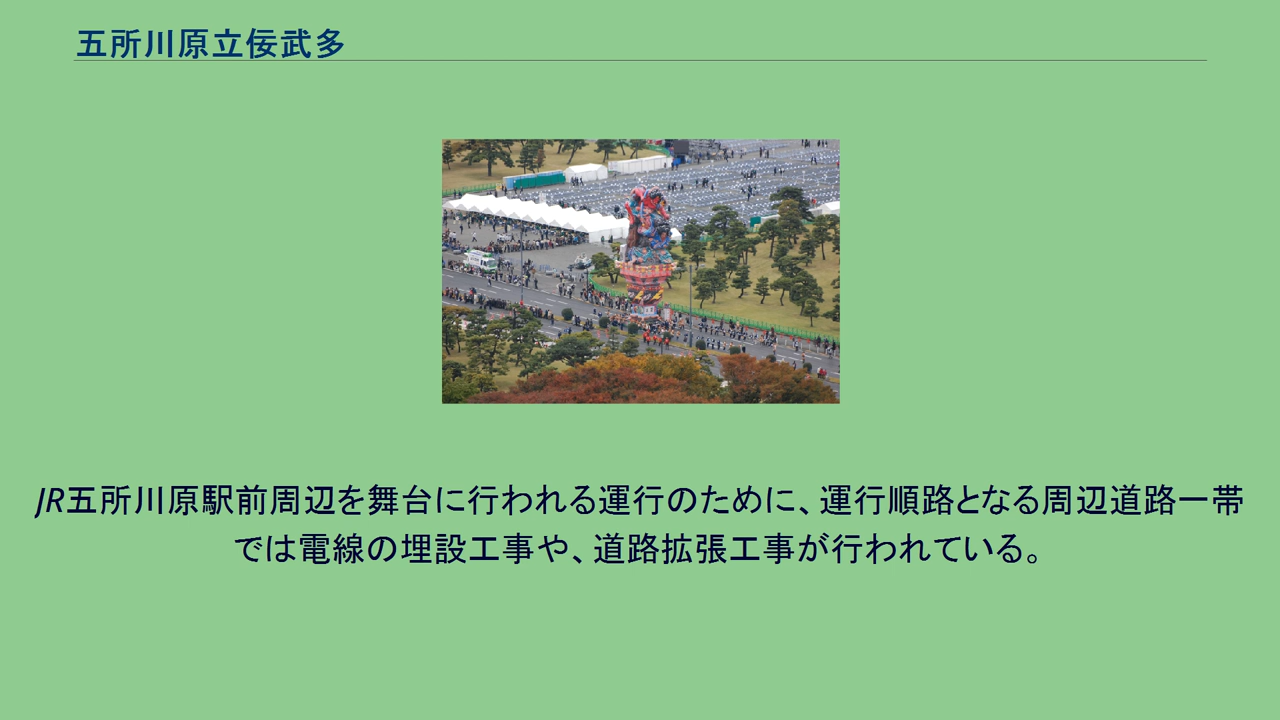 五所川原立佞武多
JR五所川原駅前周辺を舞台に行われる運行のために、運行順路となる周辺道路一帯
では電線の埋設工事や、道路拡張工事が行われている。